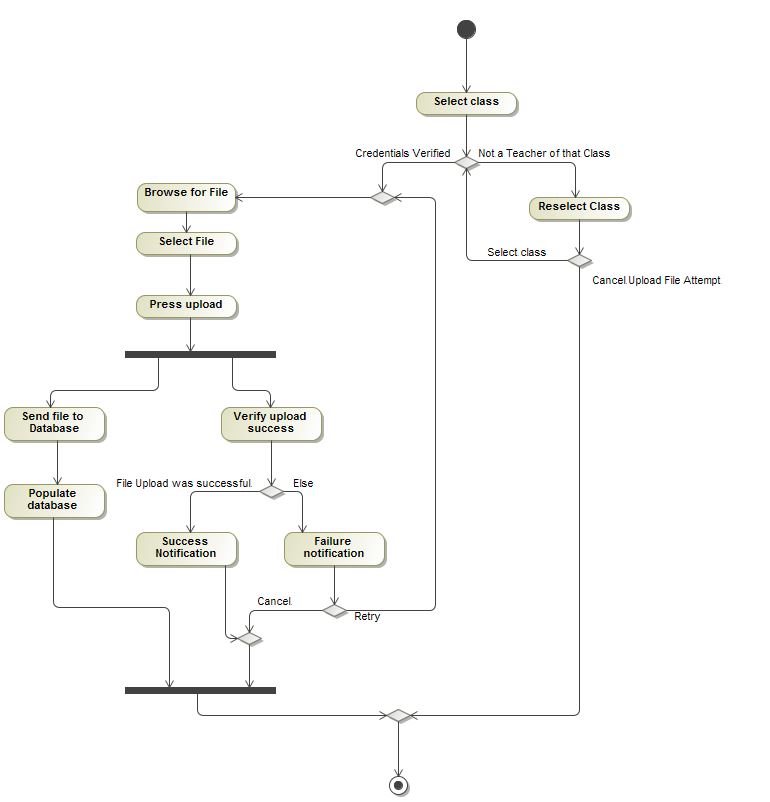 Select class
Credentials Verified
Not a Teacher of that Class
Browse for File
Reselect Class
Select File
Select class
Cancel Upload File Attempt
Press upload
Send file to
Database
Verify upload
success
File Upload was successful.
Else
Populate
database
Success
Notification
Failure
notification
Cancel.
Retry